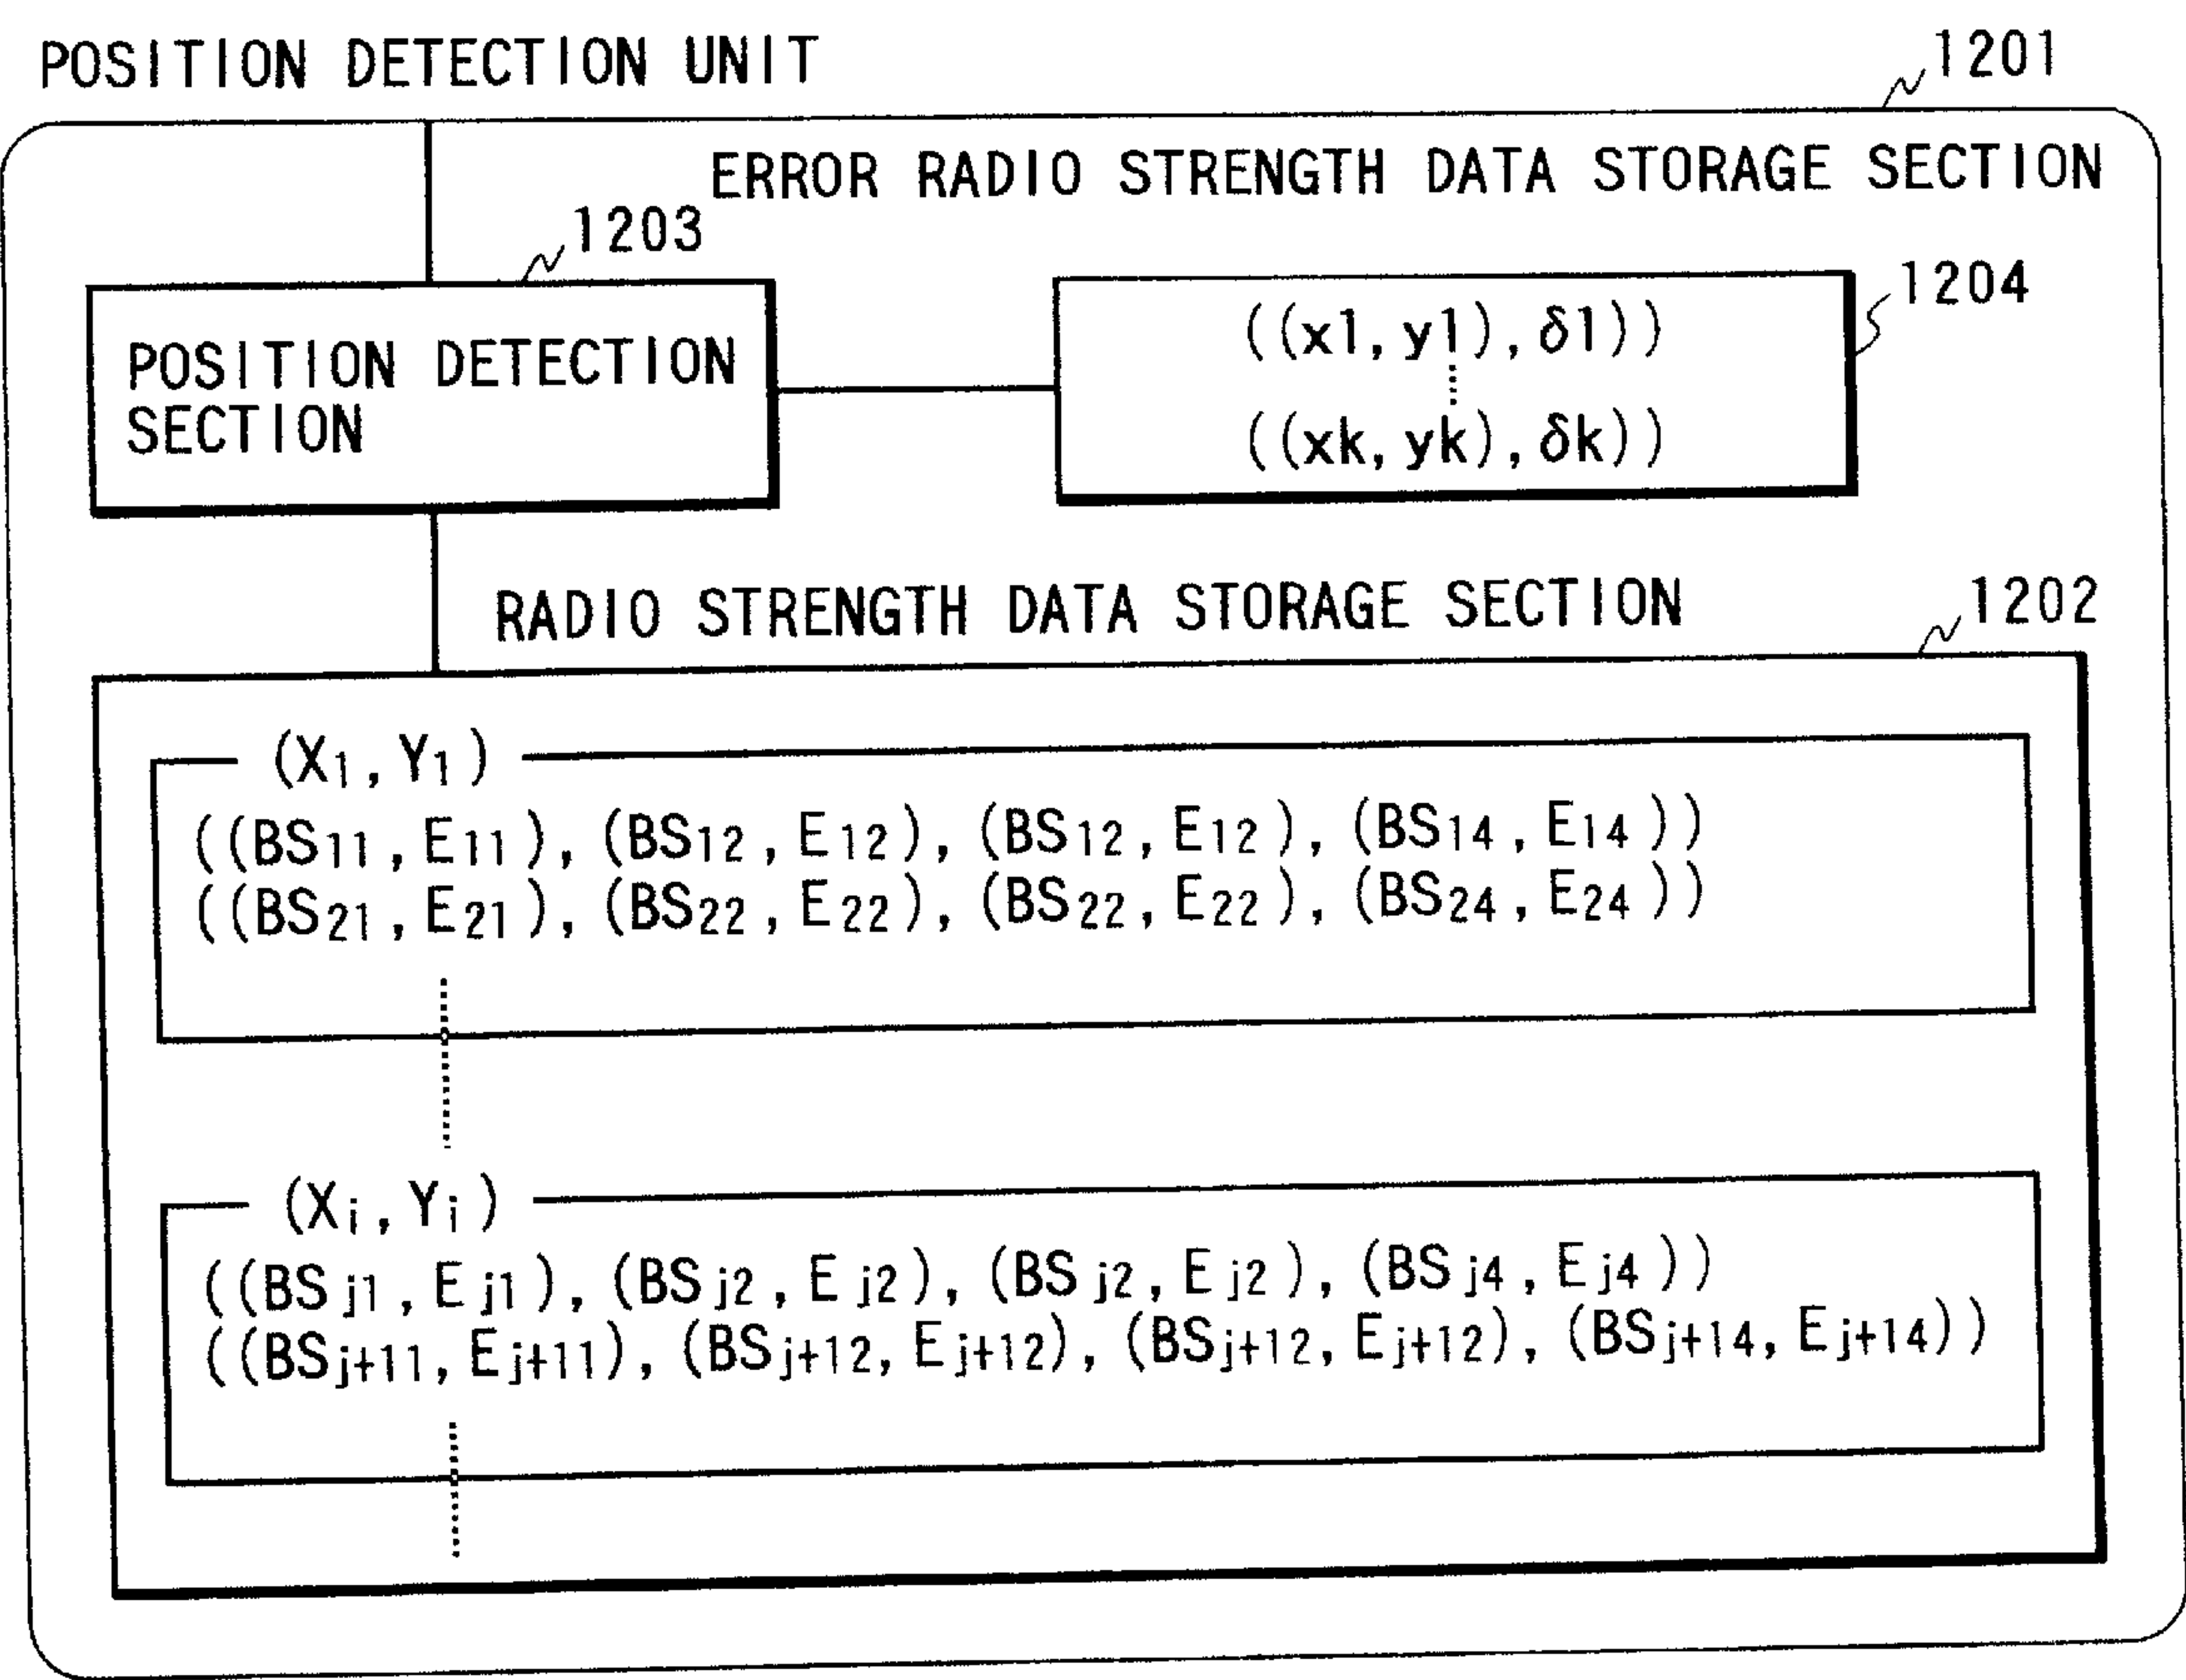 POSITION DETECTION UNIT
1201
ERROR RADIO STRENGTH DATA STORAGE SECTION
1203
1204
POSITION DETECTION
SECTION
((x1, y1), δ1))
((xk, yk), δk))
RADIO STRENGTH DATA STORAGE SECTION
1202
(X1, Y1)
((BS11, E11), (BS12, E12), (BS12, E12), (BS14, E14))
((BS21, E21), (BS22, E22), (BS22, E22), (BS24, E24))
(Xi, Yi)
((BSj1, Ej1), (BSj2, Ej2), (BSj2, Ej2), (BSj4, Ej4))
((BSj+11, Ej+11), (BSj+12, Ej+12), (BSj+12, Ej+12), (BSj+14, Ej+14))